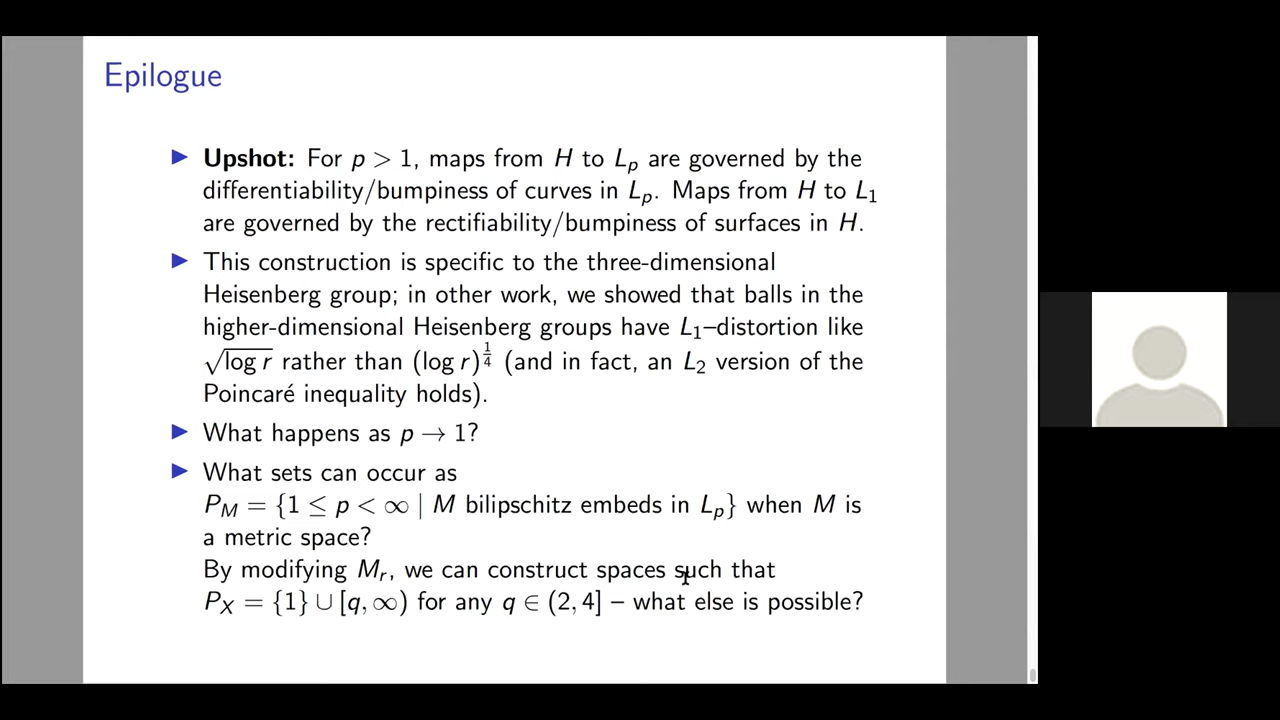 Epilogue
▶ Upshot: For p > 1, maps from H to L_p are governed by the
differentiability/bumpiness of curves in L_p. Maps from H to L_1
are governed by the rectifiability/bumpiness of surfaces in H.
▶ This construction is specific to the three-dimensional
Heisenberg group; in other work, we showed that balls in the
higher-dimensional Heisenberg groups have L_1–distortion like
√log r rather than (log r)^{1/4} (and in fact, an L_2 version of the
Poincaré inequality holds).
▶ What happens as p → 1?
▶ What sets can occur as
P_M = {1 ≤ p < ∞ | M bilipschitz embeds in L_p} when M is
a metric space?
By modifying M_r, we can construct spaces such that
P_X = {1} ∪ [q, ∞) for any q ∈ (2, 4] – what else is possible?